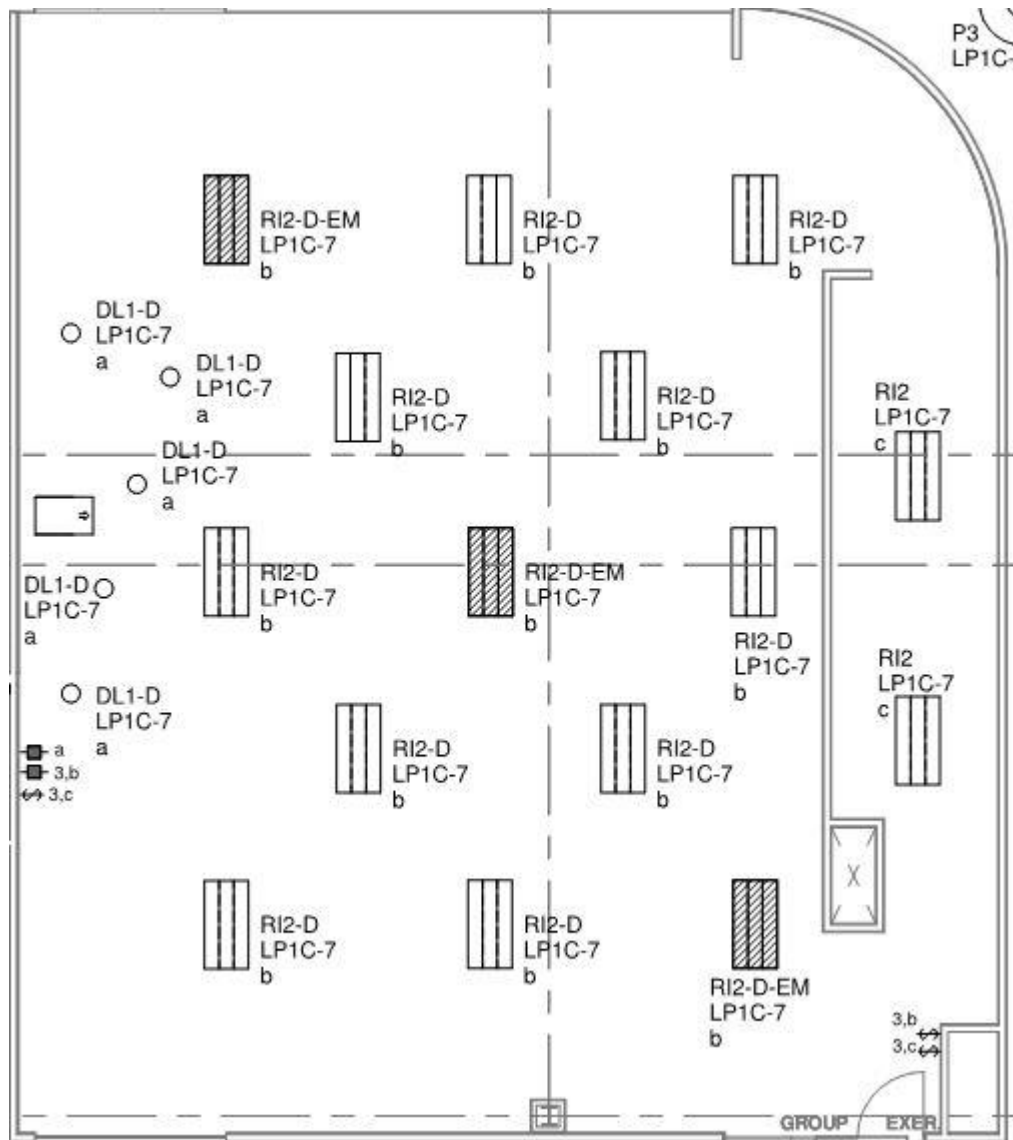 P3
LP1C-
RI2-D-EM
LP1C-7
b
RI2-D
LP1C-7
b
RI2-D
LP1C-7
b
DL1-D
LP1C-7
a
DL1-D
LP1C-7
a
RI2-D
LP1C-7
b
RI2-D
LP1C-7
b
RI2
LP1C-7
c
DL1-D
LP1C-7
a
RI2-D
LP1C-7
b
RI2-D-EM
LP1C-7
b
RI2-D
LP1C-7
b
DL1-D
LP1C-7
a
RI2
LP1C-7
c
DL1-D
LP1C-7
a
a
3,b
3,c
RI2-D
LP1C-7
b
RI2-D
LP1C-7
b
RI2-D
LP1C-7
b
RI2-D
LP1C-7
b
RI2-D-EM
LP1C-7
b
3,b
3,c
GROUP EXER.